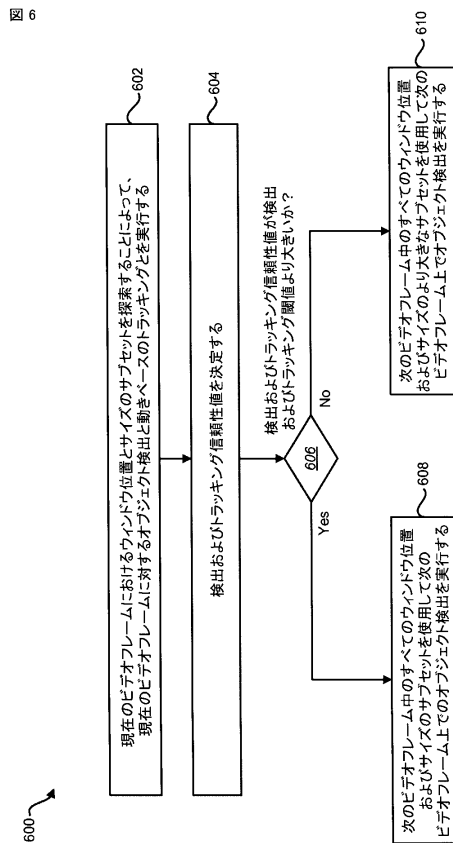 図 6
600
602
現在のビデオフレームにおけるウィンドウ位置とサイズのサブセットを探索することによって、
現在のビデオフレームに対するオブジェクト検出と動きベースのトラッキングとを実行する
604
検出およびトラッキング信頼性値を決定する
検出およびトラッキング信頼性値が検出
およびトラッキング閾値より大きいか?
606
Yes
No
608
次のビデオフレーム中のすべてのウィンドウ位置
およびサイズのサブセットを使用して次の
ビデオフレーム上でのオブジェクト検出を実行する
610
次のビデオフレーム中のすべてのウィンドウ位置
およびサイズのより大きなサブセットを使用して次の
ビデオフレーム上でオブジェクト検出を実行する